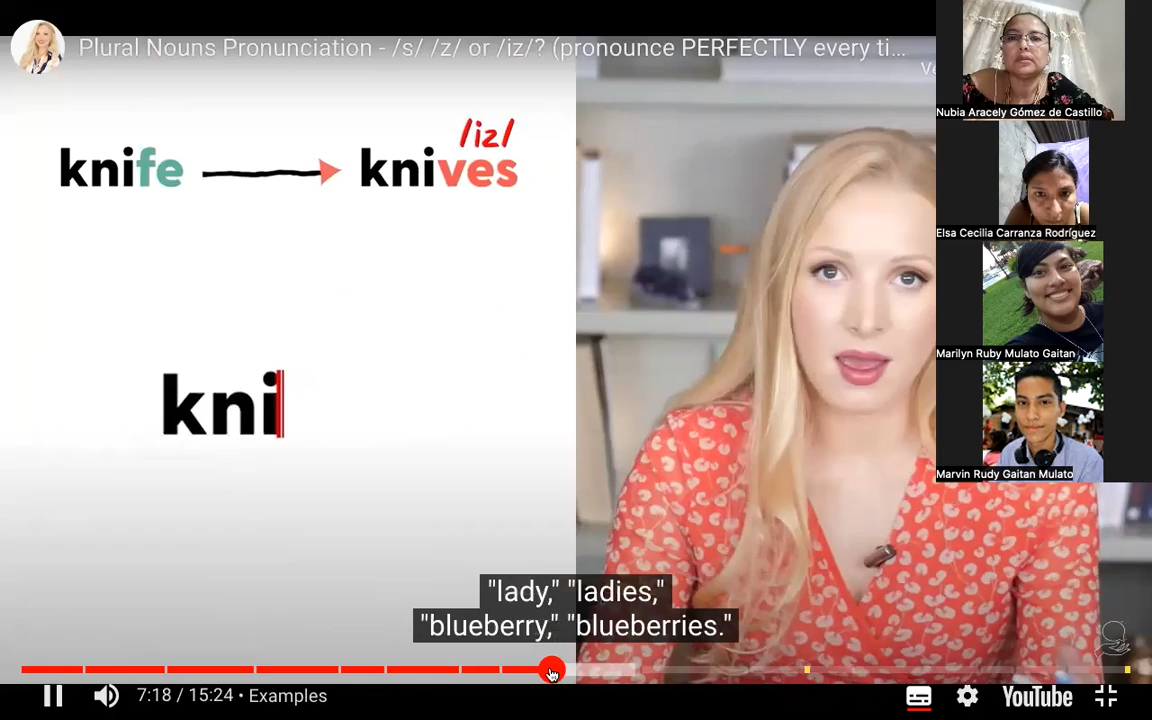 Plural Nouns Pronunciation - /s/ /z/ or /iz/? (pronounce PERFECTLY every ti...
/iz/
knife
knives
kni
"lady," "ladies,"
"blueberry," "blueberries."
7:18 / 15:24 • Examples
YouTube
Nubia Aracely Gómez de Castillo
Elsa Cecilia Carranza Rodríguez
Marilyn Ruby Mulato Gaitan
Marvin Rudy Gaitan Mulato